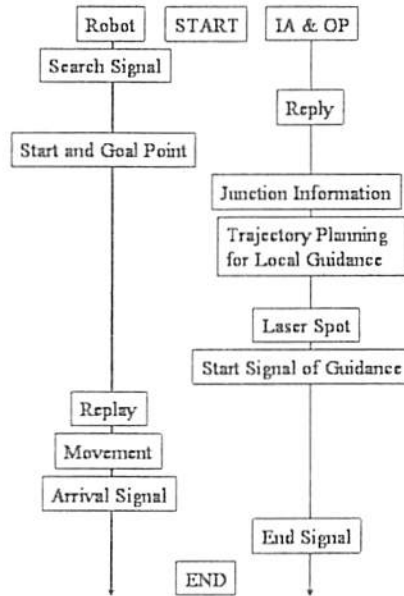 Robot START IA & OP
Search Signal
Reply
Start and Goal Point
Junction Information
Trajectory Planning
for Local Guidance
Laser Spot
Start Signal of Guidance
Replay
Movement
Arrival Signal
End Signal
END